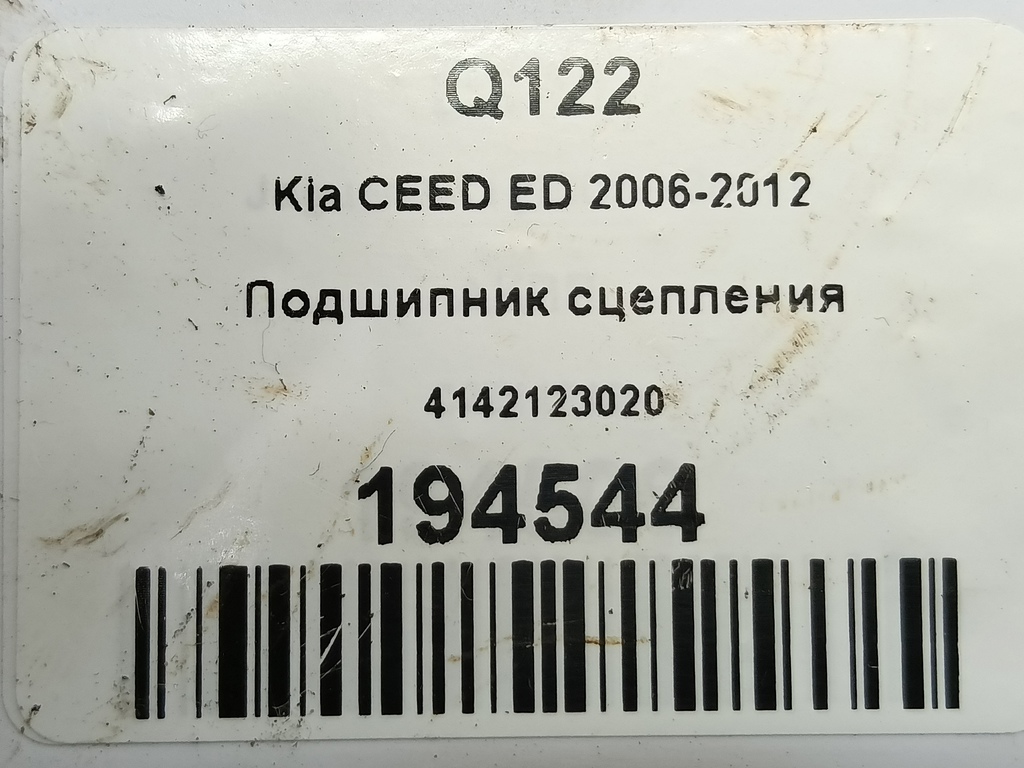 Q122
Kia CEED ED 2006-2012
Подшипник сцепления
4142123020
194544